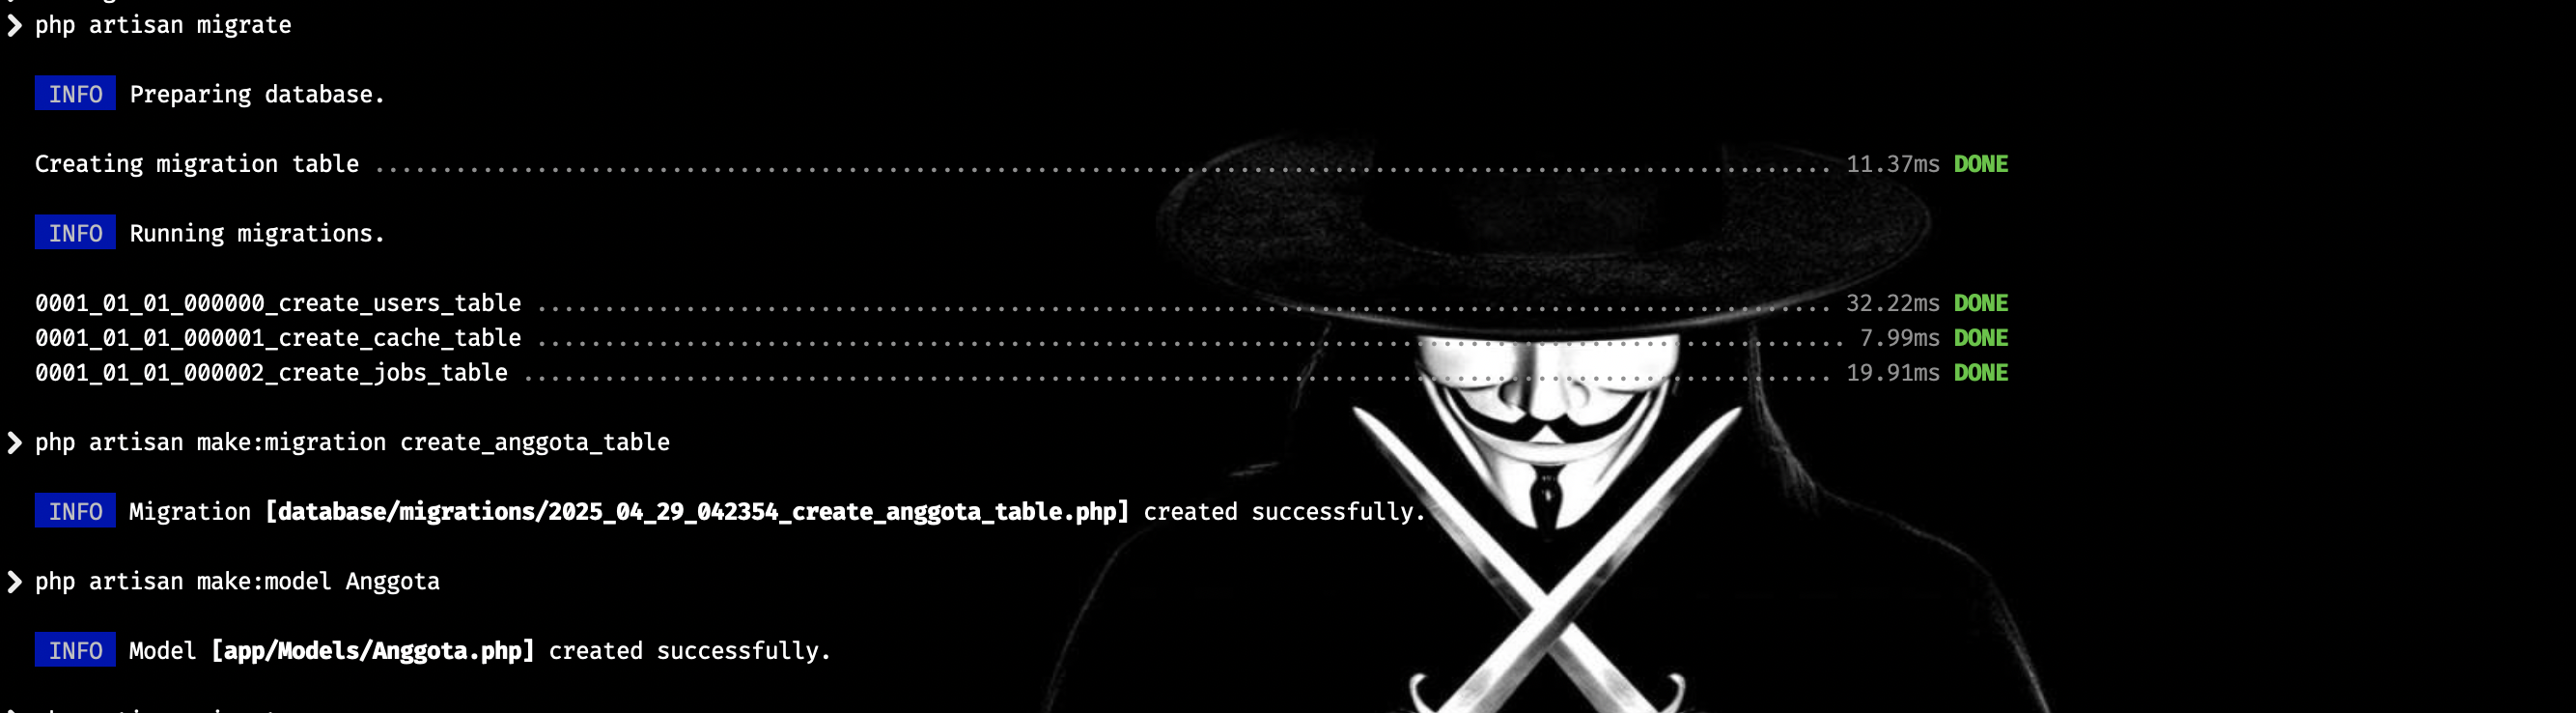 ❯ php artisan migrate
INFO Preparing database.
Creating migration table ............................................................................................................ 11.37ms DONE
INFO Running migrations.
0001_01_01_000000_create_users_table ................................................................................................ 32.22ms DONE
0001_01_01_000001_create_cache_table ................................................................................................. 7.99ms DONE
0001_01_01_000002_create_jobs_table ................................................................................................. 19.91ms DONE
❯ php artisan make:migration create_anggota_table
INFO Migration [database/migrations/2025_04_29_042354_create_anggota_table.php] created successfully.
❯ php artisan make:model Anggota
INFO Model [app/Models/Anggota.php] created successfully.